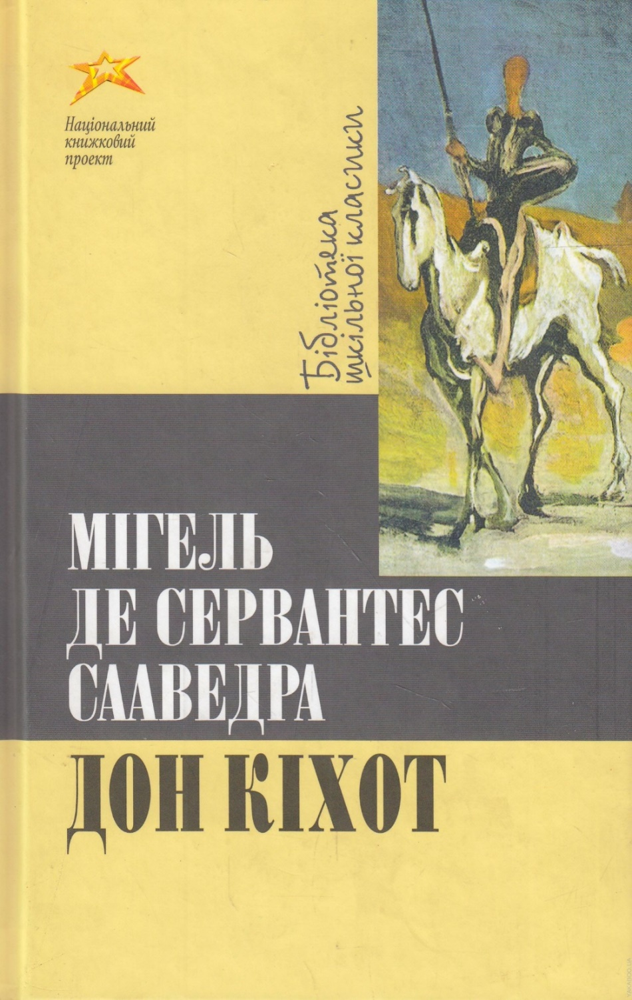 Національний
книжковий
проект
Бібліотека
шкільної класики
МІГЕЛЬ
ДЕ СЕРВАНТЕС
СААВЕДРА
ДОН КІХОТ